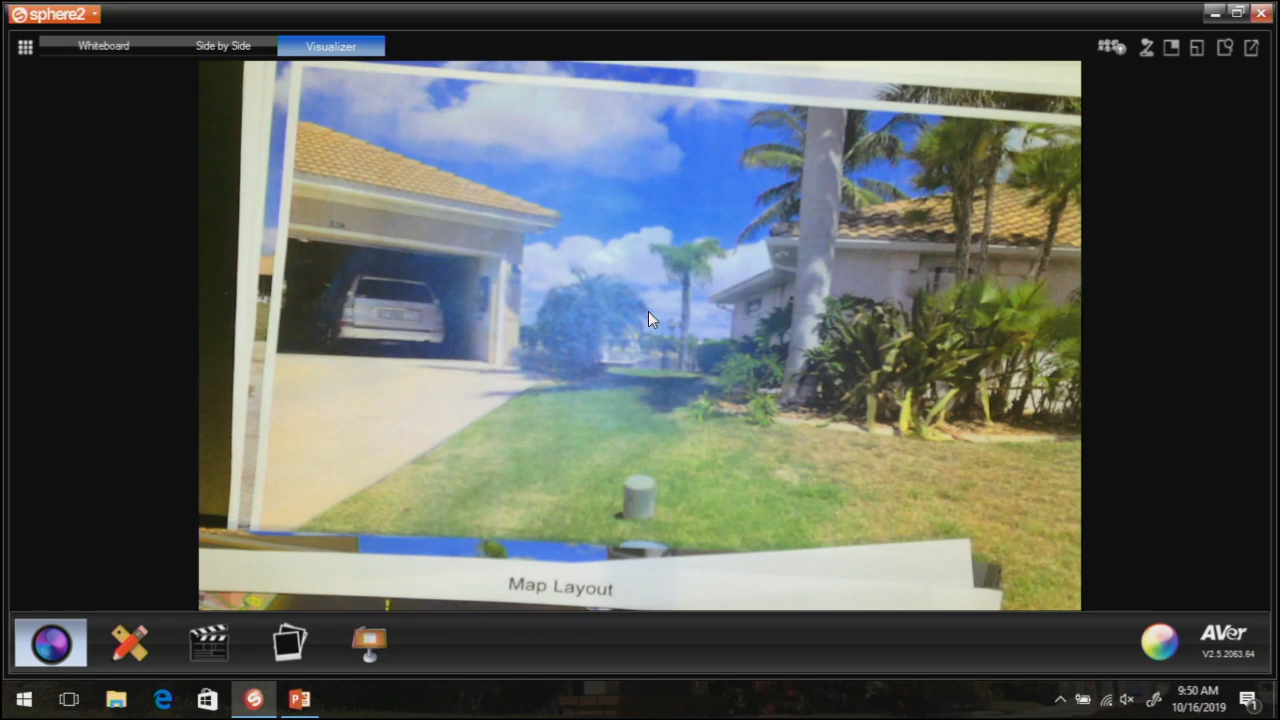 sphere2
Whiteboard
Side by Side
Visualizer
Map Layout
AVer
V2.5.2063.64
9:50 AM
10/16/2019
1